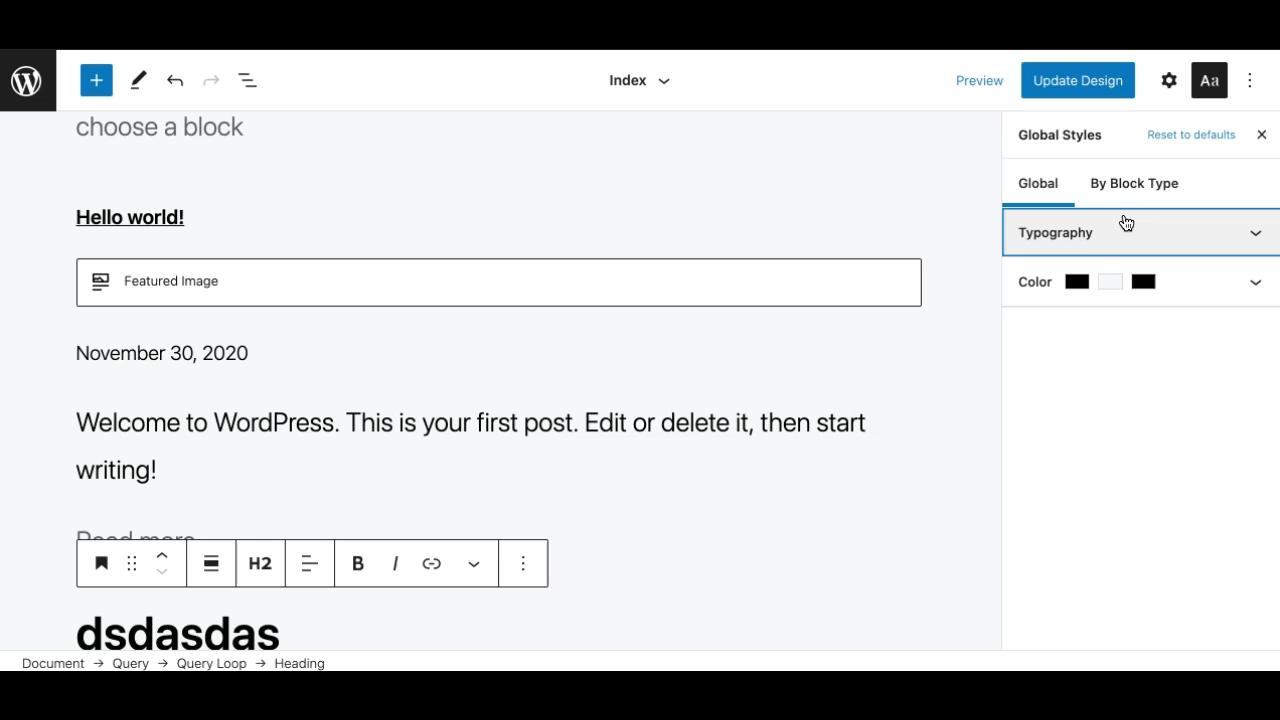 Index
Preview
Update Design
Aa
choose a block
Global Styles
Reset to defaults
Global
By Block Type
Hello world!
Typography
Featured Image
Color
November 30, 2020
Welcome to WordPress. This is your first post. Edit or delete it, then start
writing!
Read more
H2
B
I
dsdasdas
Document → Query → Query Loop → Heading